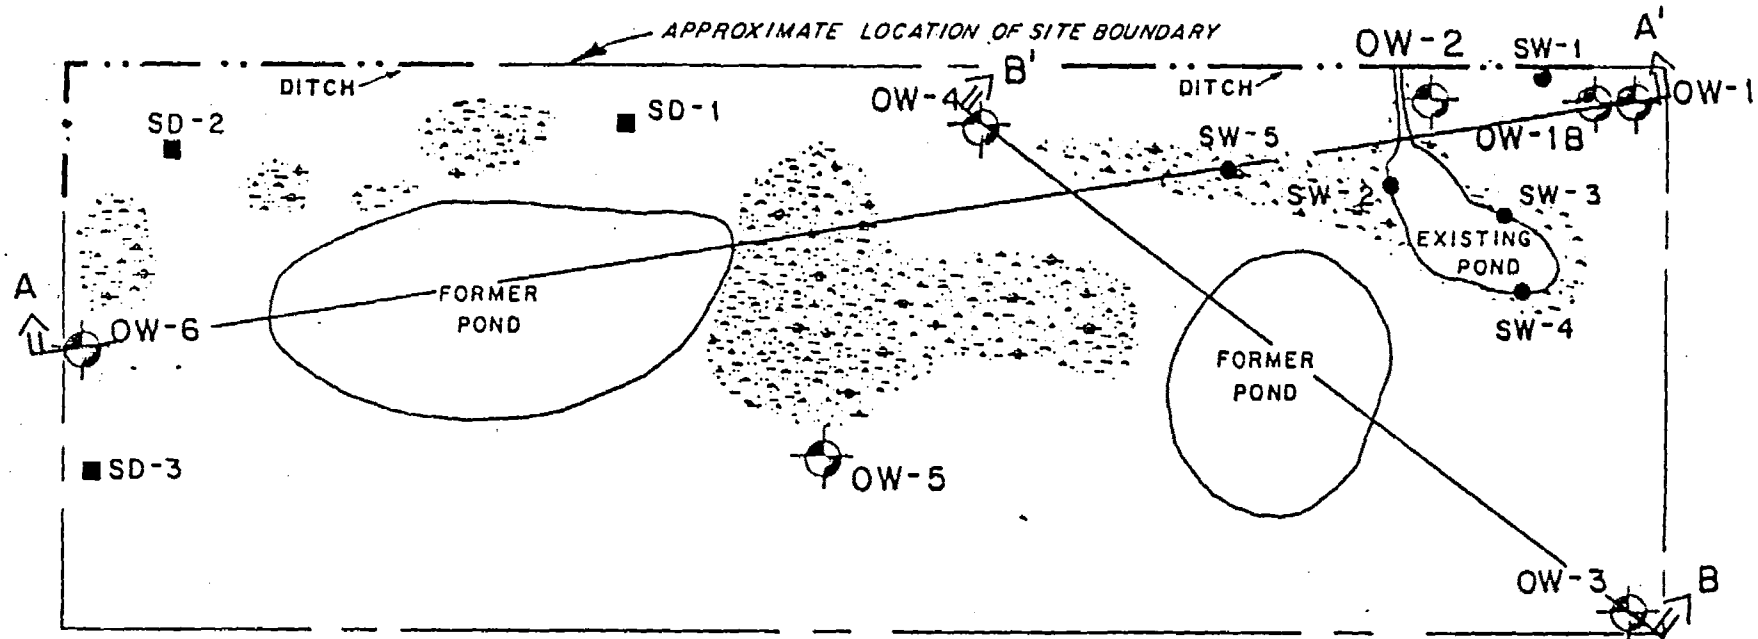 APPROXIMATE LOCATION OF SITE BOUNDARY
A'
OW-2
SW-1
B'
DITCH
OW-4
DITCH
OW-1
SD-1
SD-2
SW-5
OW-1B
SW-2
SW-3
EXISTING
POND
A
FORMER
POND
OW-6
SW-4
FORMER
POND
SD-3
OW-5
OW-3
B